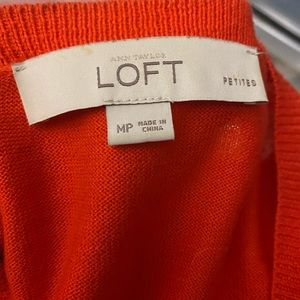 ANN TAYLOR
LOFT
PETITES
MP
MADE IN
CHINA